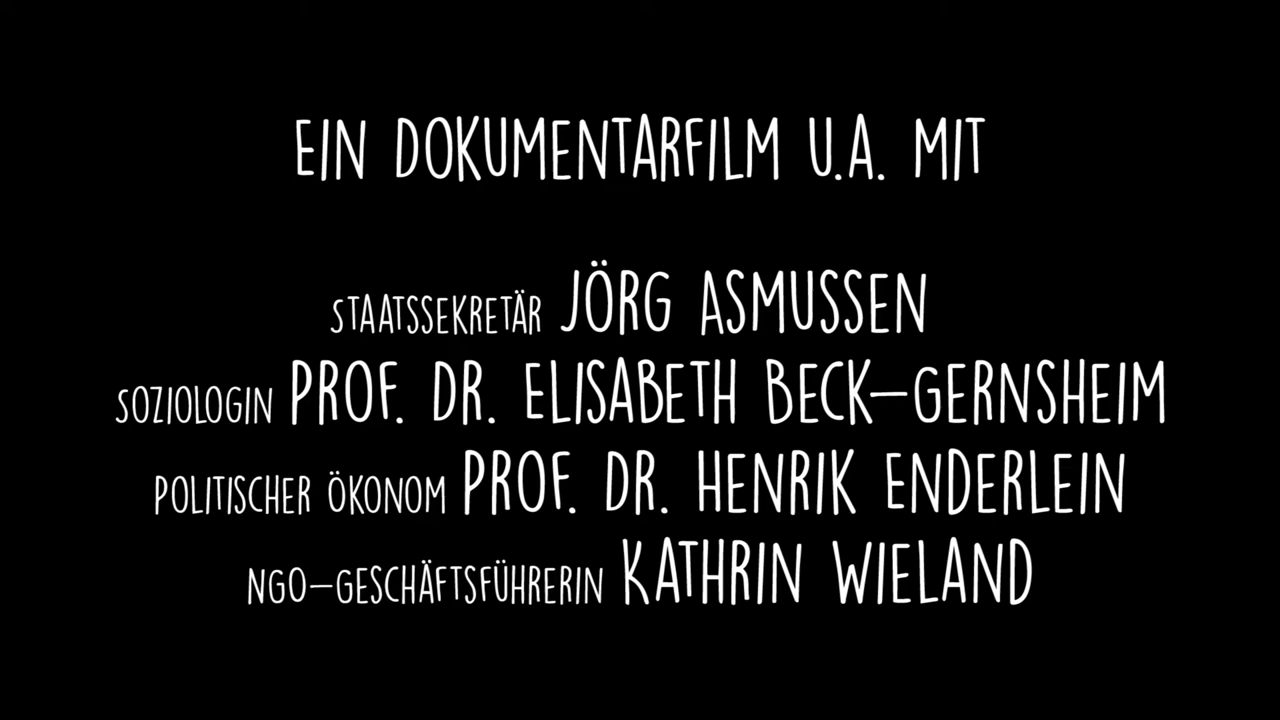 EIN DOKUMENTARFILM U.A. MIT
STAATSSEKRETÄR JÖRG ASMUSSEN
SOZIOLOGIN PROF. DR. ELISABETH BECK-GERNSHEIM
POLITISCHER ÖKONOM PROF. DR. HENRIK ENDERLEIN
NGO-GESCHÄFTSFÜHRERIN KATHRIN WIELAND